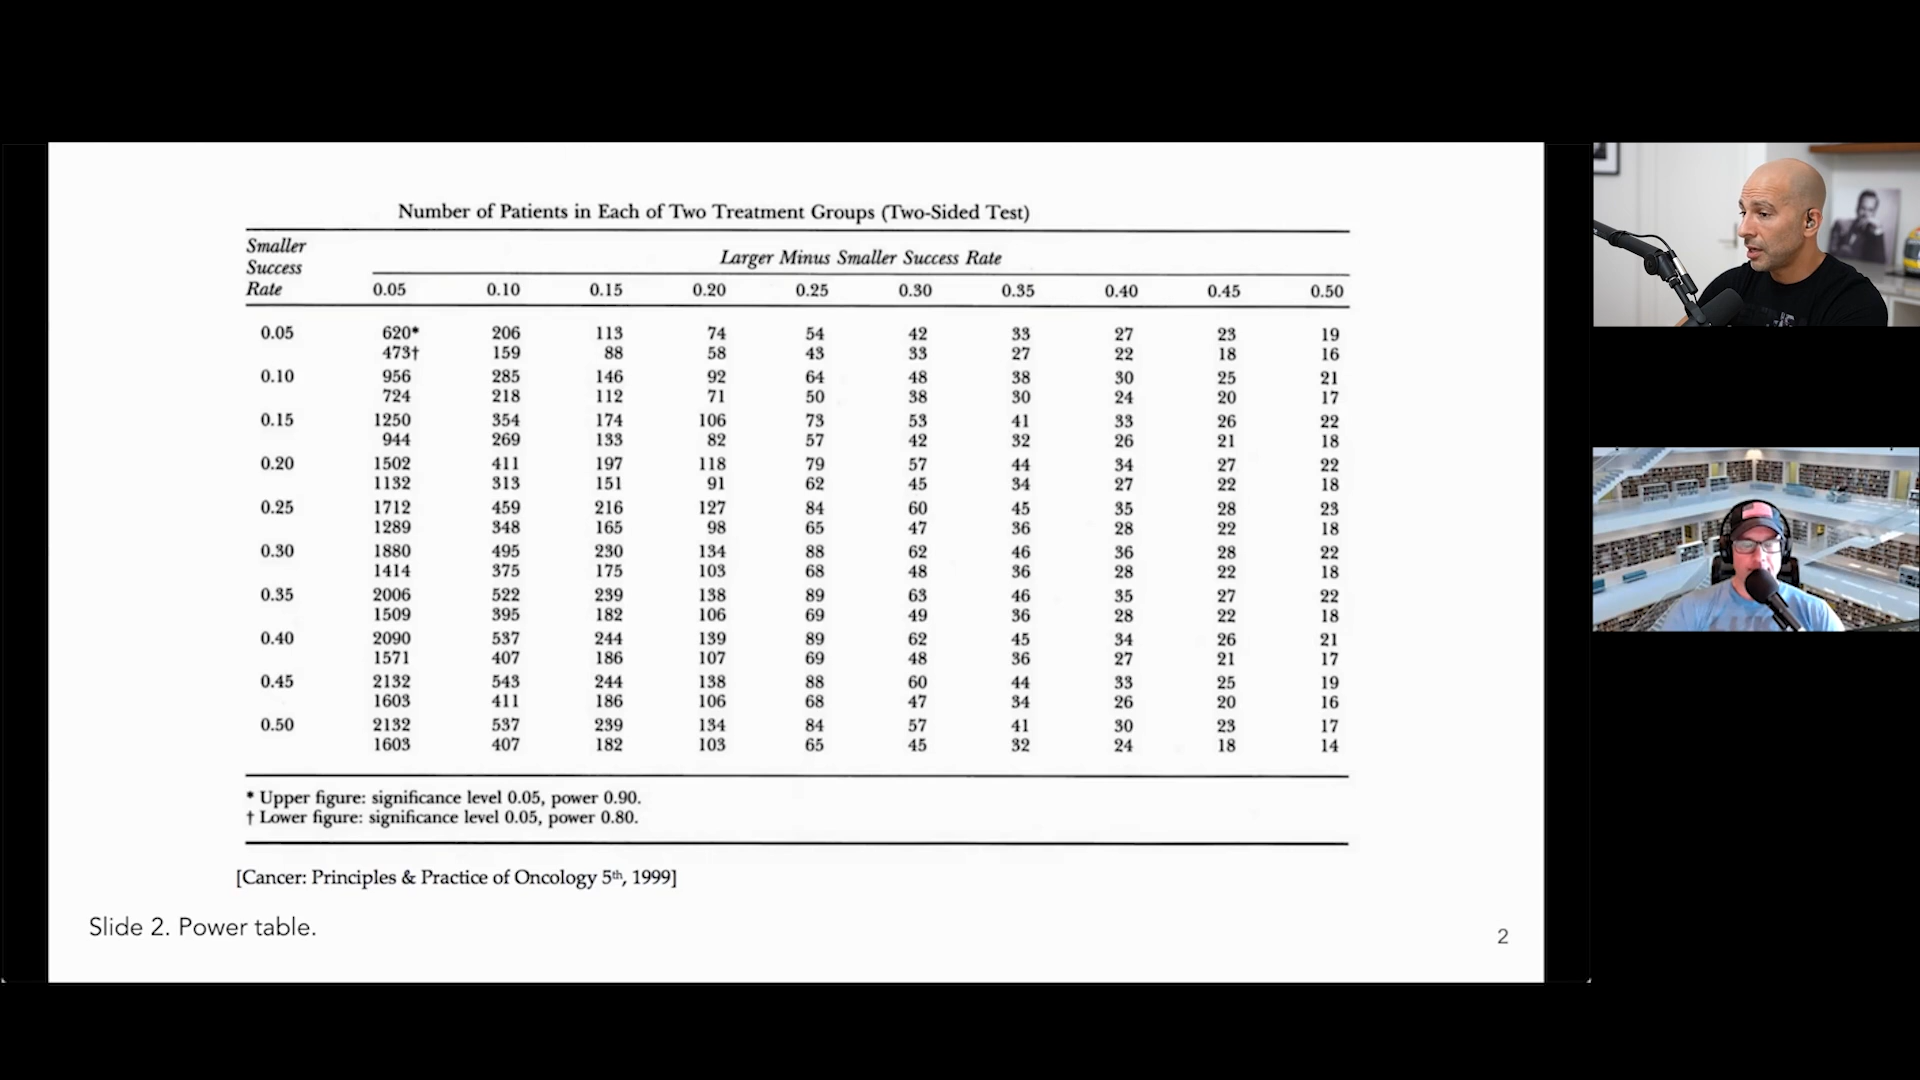 Number of Patients in Each of Two Treatment Groups (Two-Sided Test)
Smaller
Success
Rate
Larger Minus Smaller Success Rate
0.05 0.10 0.15 0.20 0.25 0.30 0.35 0.40 0.45 0.50
0.05 620* 206 113 74 54 42 33 27 23 19
473† 159 88 58 43 33 27 22 18 16
0.10 956 285 146 92 64 48 38 30 25 21
724 218 112 71 50 38 30 24 20 17
0.15 1250 354 174 106 73 53 41 33 26 22
944 269 133 82 57 42 32 26 21 18
0.20 1502 411 197 118 79 57 44 34 27 22
1132 313 151 91 62 45 34 27 22 18
0.25 1712 459 216 127 84 60 45 35 28 23
1289 348 165 98 65 47 36 28 22 18
0.30 1880 495 230 134 88 62 46 36 28 22
1414 375 175 103 68 48 36 28 22 18
0.35 2006 522 239 138 89 63 46 35 27 22
1509 395 182 106 69 49 36 28 22 18
0.40 2090 537 244 139 89 62 45 34 26 21
1571 407 186 107 69 48 36 27 21 17
0.45 2132 543 244 138 88 60 44 33 25 19
1603 411 186 106 68 47 34 26 20 16
0.50 2132 537 239 134 84 57 41 30 23 17
1603 407 182 103 65 45 32 24 18 14
* Upper figure: significance level 0.05, power 0.90.
† Lower figure: significance level 0.05, power 0.80.
[Cancer: Principles & Practice of Oncology 5th, 1999]
Slide 2. Power table.
2